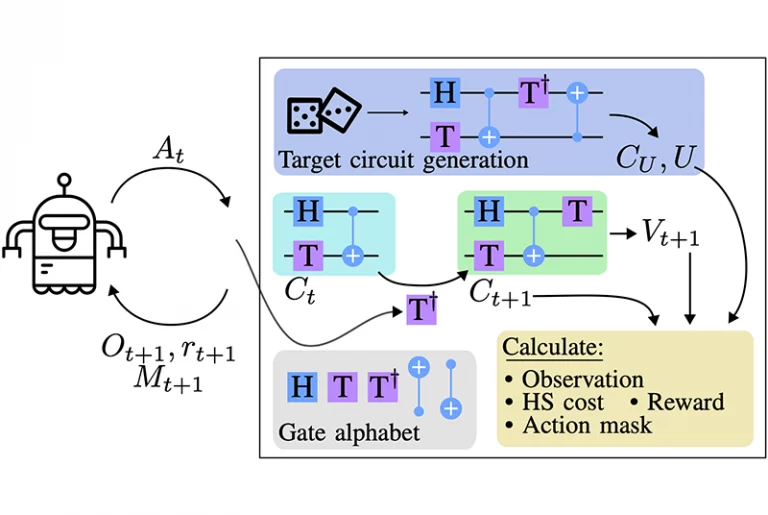 H T†
T
Target circuit generation
C_U, U
A_t
H
T
C_t
H T
T
C_{t+1}
V_{t+1}
T†
O_{t+1}, r_{t+1}
M_{t+1}
H T T†
Gate alphabet
Calculate:
• Observation
• HS cost • Reward
• Action mask